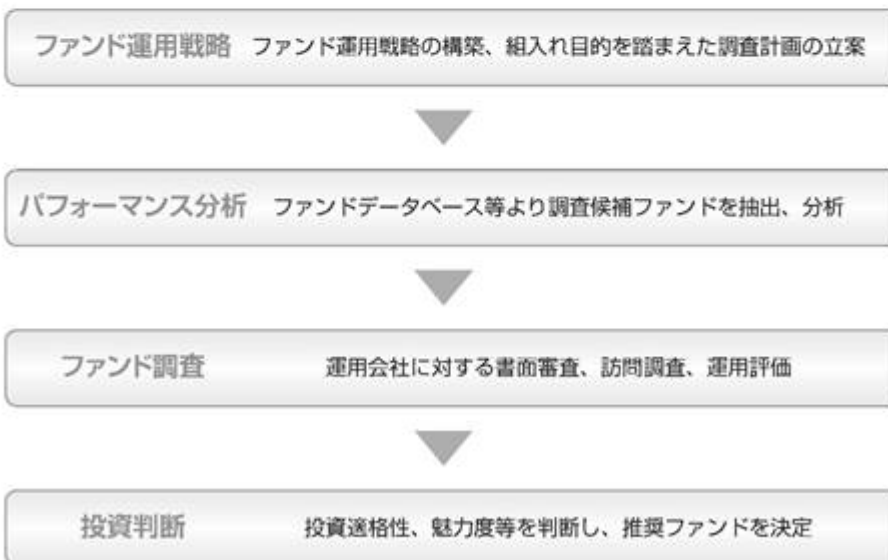 ファンド運用戦略 ファンド運用戦略の構築、組入れ目的を踏まえた調査計画の立案
パフォーマンス分析 ファンドデータベース等より調査候補ファンドを抽出、分析
ファンド調査 運用会社に対する書面審査、訪問調査、運用評価
投資判断 投資適格性、魅力度等を判断し、推奨ファンドを決定